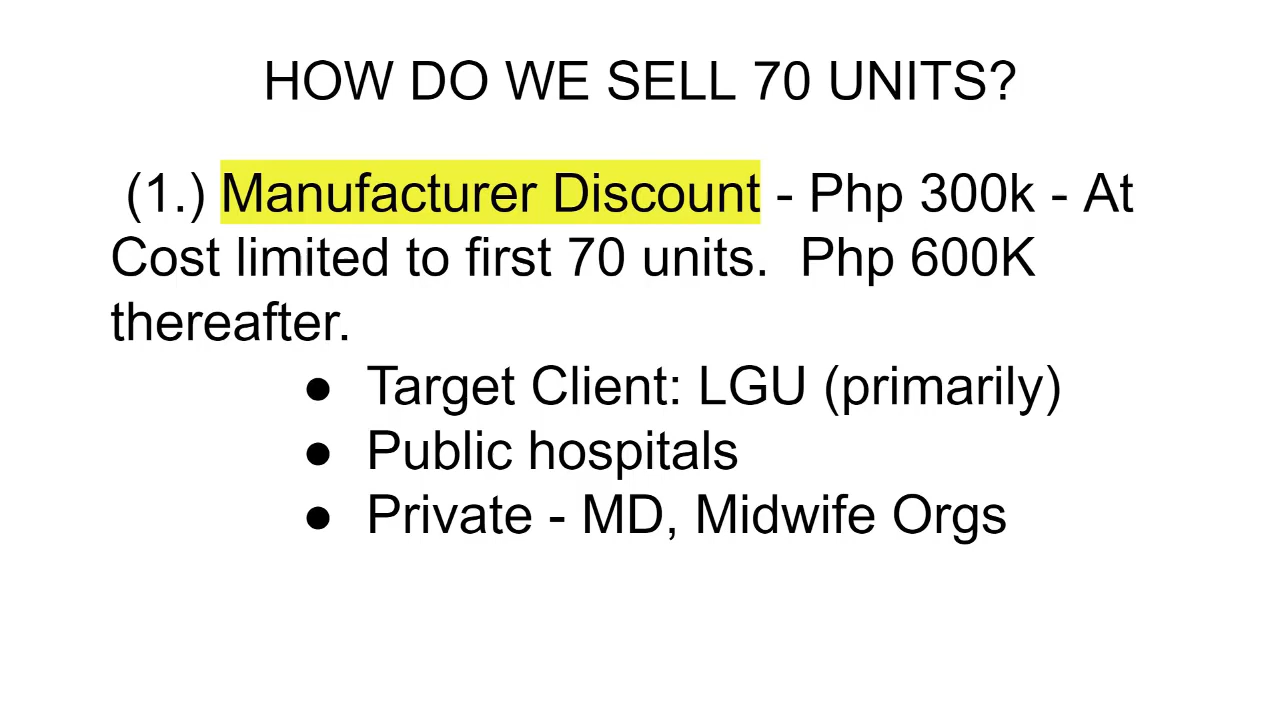 HOW DO WE SELL 70 UNITS?
(1.) Manufacturer Discount - Php 300k - At
Cost limited to first 70 units.  Php 600K
thereafter.
● Target Client: LGU (primarily)
● Public hospitals
● Private - MD, Midwife Orgs